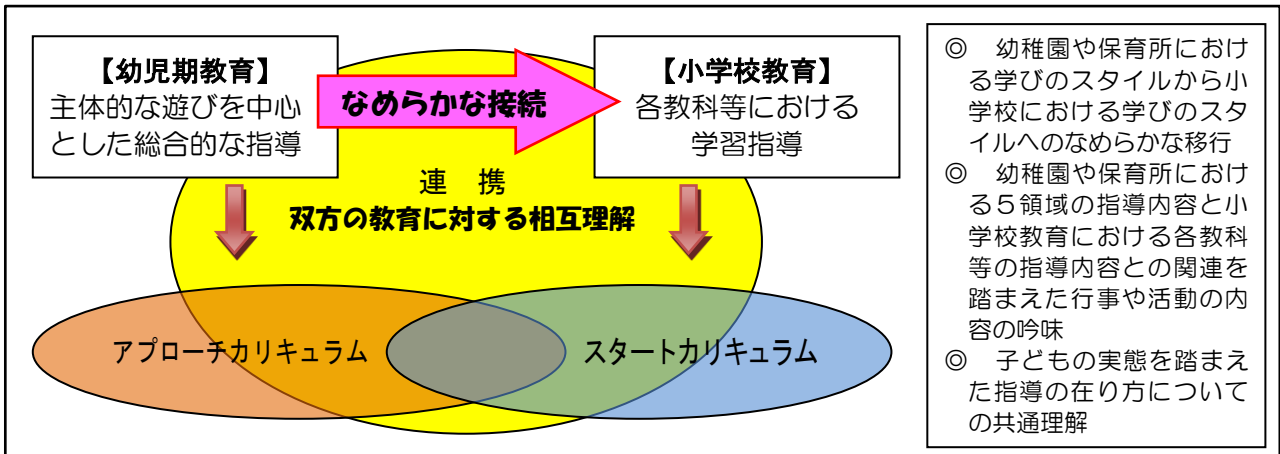 【幼児期教育】
主体的な遊びを中心
とした総合的な指導
なめらかな接続
【小学校教育】
各教科等における
学習指導
連 携
双方の教育に対する相互理解
アプローチカリキュラム
スタートカリキュラム
◎ 幼稚園や保育所におけ
る学びのスタイルから小
学校における学びのスタ
イルへのなめらかな移行
◎ 幼稚園や保育所におけ
る５領域の指導内容と小
学校教育における各教科
等の指導内容との関連を
踏まえた行事や活動の内
容の吟味
◎ 子どもの実態を踏まえ
た指導の在り方について
の共通理解